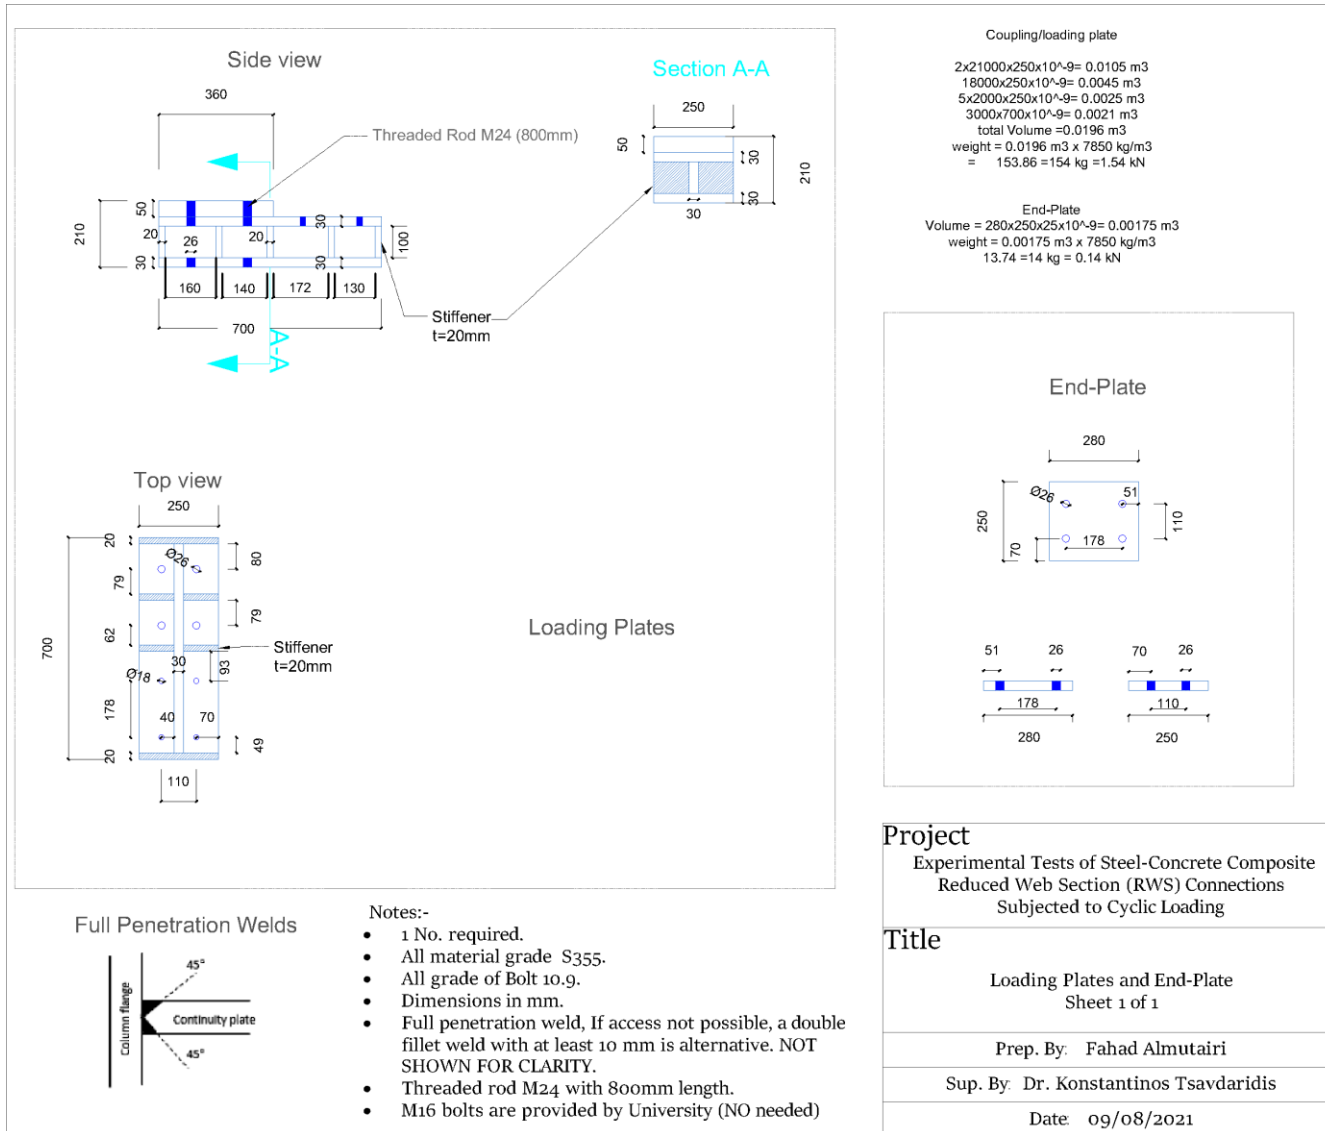 Side view
360
Threaded Rod M24 (800mm)
50
210
20
26
20
30
30
30
100
160
140
172
130
700
Stiffener
t=20mm
A-A
Section A-A
250
50
30
210
30
30
Coupling/loading plate
2x21000x250x10^-9= 0.0105 m3
18000x250x10^-9= 0.0045 m3
5x2000x250x10^-9= 0.0025 m3
3000x700x10^-9= 0.0021 m3
total Volume =0.0196 m3
weight = 0.0196 m3 x 7850 kg/m3
= 153.86 =154 kg =1.54 kN
End-Plate
Volume = 280x250x25x10^-9= 0.00175 m3
weight = 0.00175 m3 x 7850 kg/m3
13.74 =14 kg = 0.14 kN
Top view
250
20
Ø26
80
79
79
62
700
Stiffener
t=20mm
30
93
Ø18
178
40
70
49
20
110
Loading Plates
End-Plate
280
Ø26
51
250
110
178
70
51
26
178
280
70
26
110
250
Full Penetration Welds
45°
Column flange
Continuity plate
45°
Notes:-
• 1 No. required.
• All material grade S355.
• All grade of Bolt 10.9.
• Dimensions in mm.
• Full penetration weld, If access not possible, a double
fillet weld with at least 10 mm is alternative. NOT
SHOWN FOR CLARITY.
• Threaded rod M24 with 800mm length.
• M16 bolts are provided by University (NO needed)
Project
Experimental Tests of Steel-Concrete Composite
Reduced Web Section (RWS) Connections
Subjected to Cyclic Loading
Title
Loading Plates and End-Plate
Sheet 1 of 1
Prep. By: Fahad Almutairi
Sup. By: Dr. Konstantinos Tsavdaridis
Date: 09/08/2021